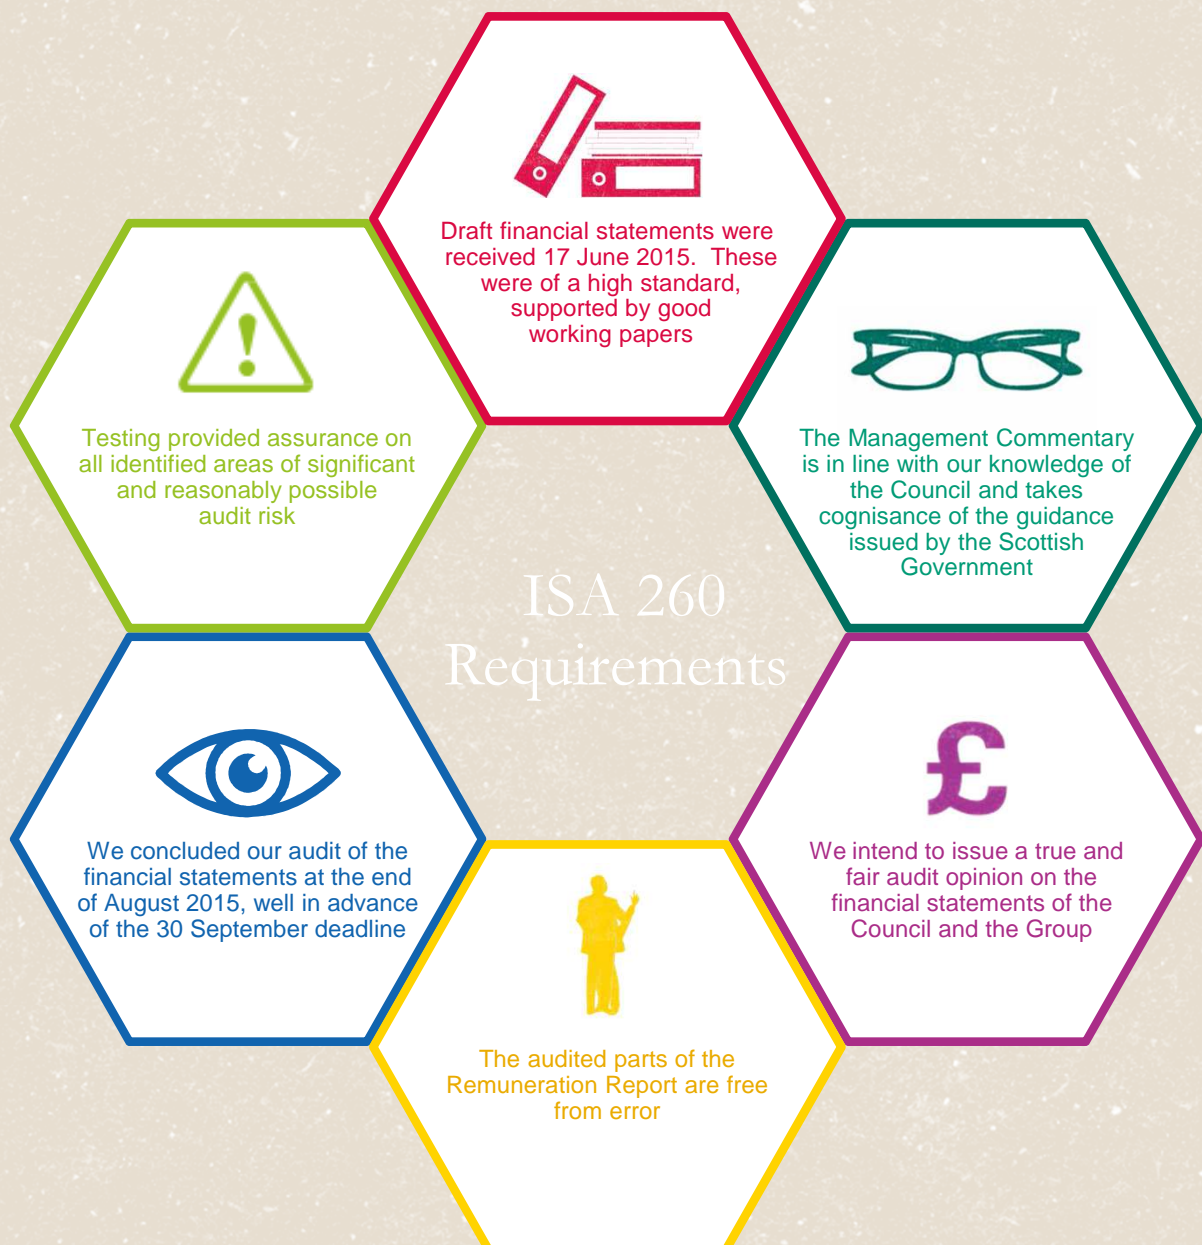 Draft financial statements were
received 17 June 2015.  These
were of a high standard,
supported by good
working papers
Testing provided assurance on
all identified areas of significant
and reasonably possible
audit risk
The Management Commentary
is in line with our knowledge of
the Council and takes
cognisance of the guidance
issued by the Scottish
Government
ISA 260
Requirements
We concluded our audit of the
financial statements at the end
of August 2015, well in advance
of the 30 September deadline
£
We intend to issue a true and
fair audit opinion on the
financial statements of the
Council and the Group
The audited parts of the
Remuneration Report are free
from error